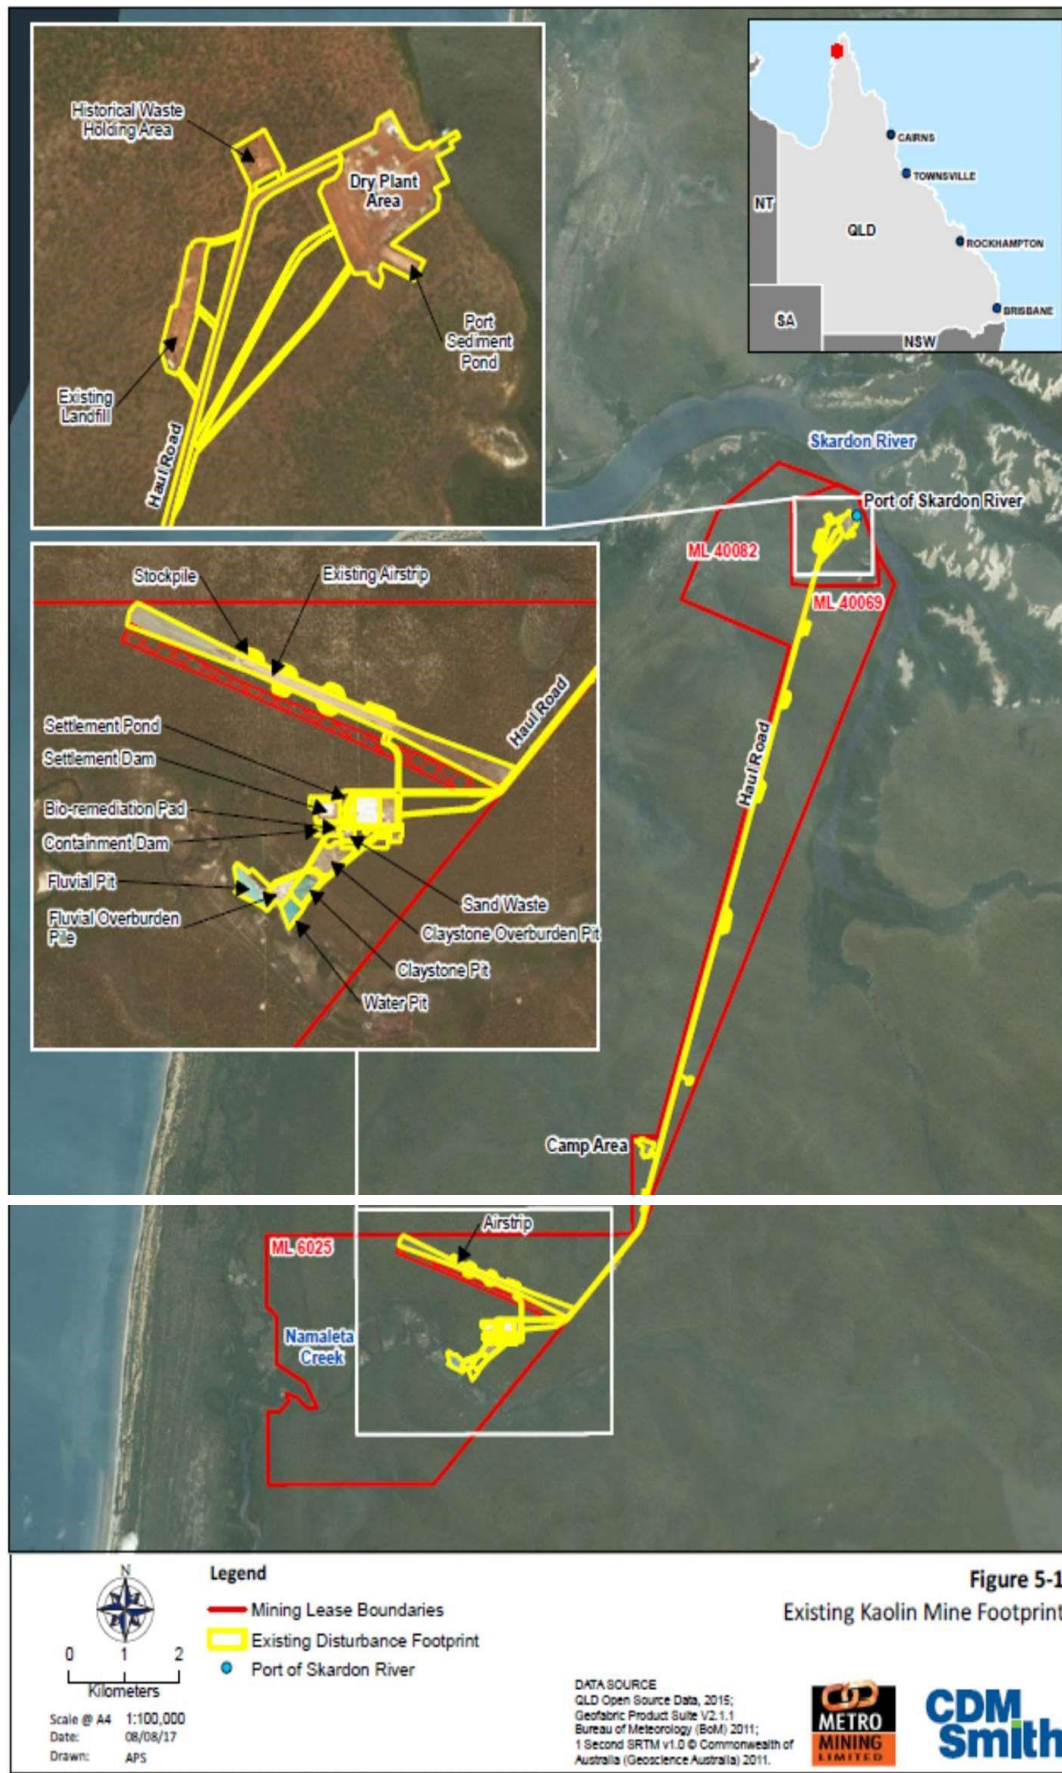 Historical Waste
Holding Area
Dry Plant
Area
Port
Sediment
Pond
Existing
Landfill
Haul Road
CAIRNS
TOWNSVILLE
NT
QLD
ROCKHAMPTON
SA
BRISBANE
NSW
Skardon River
Port of Skardon River
ML 40082
ML 40069
Haul Road
Stockpile
Existing Airstrip
Haul Road
Settlement Pond
Settlement Dam
Bio-remediation Pad
Containment Dam
Fluvial Pit
Fluvial Overburden
Pile
Sand Waste
Claystone Overburden Pit
Claystone Pit
Water Pit
Camp Area
Airstrip
ML 6025
Namaleta
Creek
N
0 1 2
Kilometers
Scale @ A4 1:100,000
Date: 08/08/17
Drawn: APS
Legend
Mining Lease Boundaries
Existing Disturbance Footprint
Port of Skardon River
Figure 5-1
Existing Kaolin Mine Footprint
DATA SOURCE
QLD Open Source Data, 2015;
Geofabric Product Suite V2.1.1
Bureau of Meteorology (BoM) 2011;
1 Second SRTM v1.0 © Commonwealth of
Australia (Geoscience Australia) 2011.
METRO
MINING
LIMITED
CDM
Smith